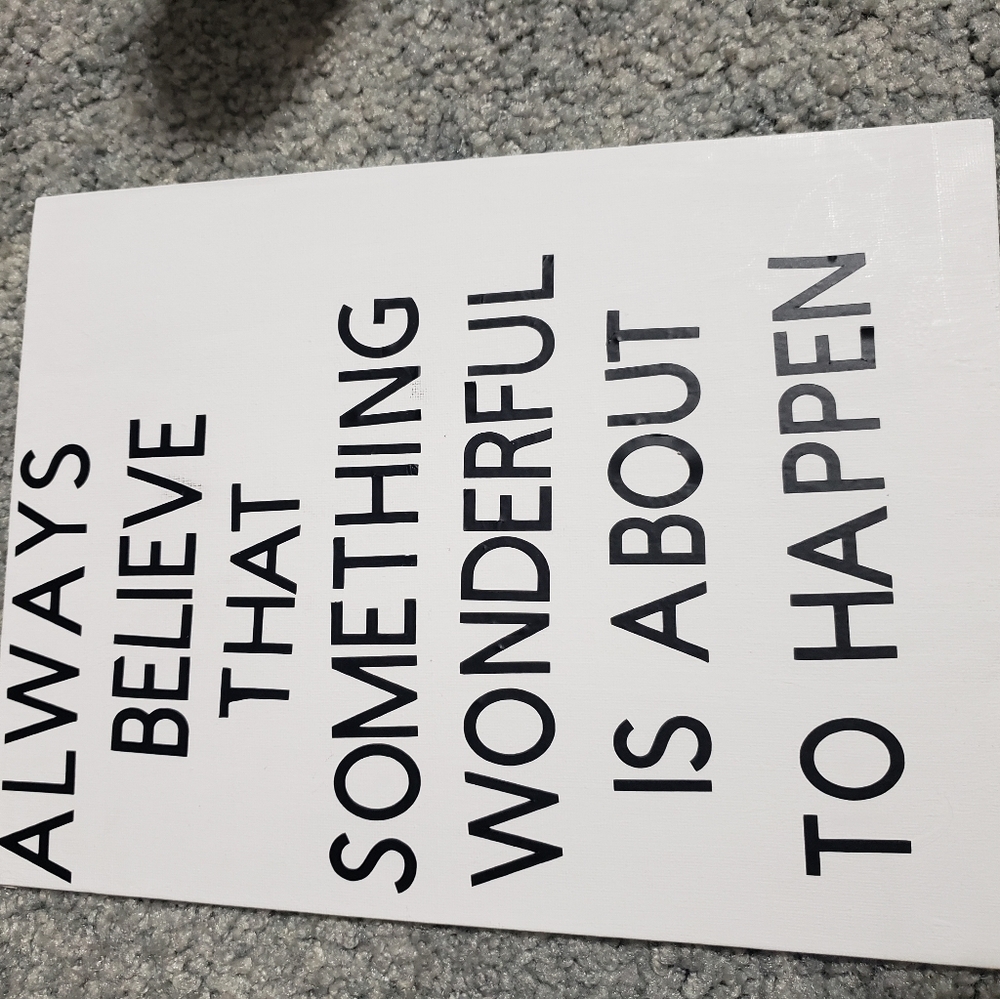 ALWAYS
BELIEVE
THAT
SOMETHING
WONDERFUL
IS ABOUT
TO HAPPEN